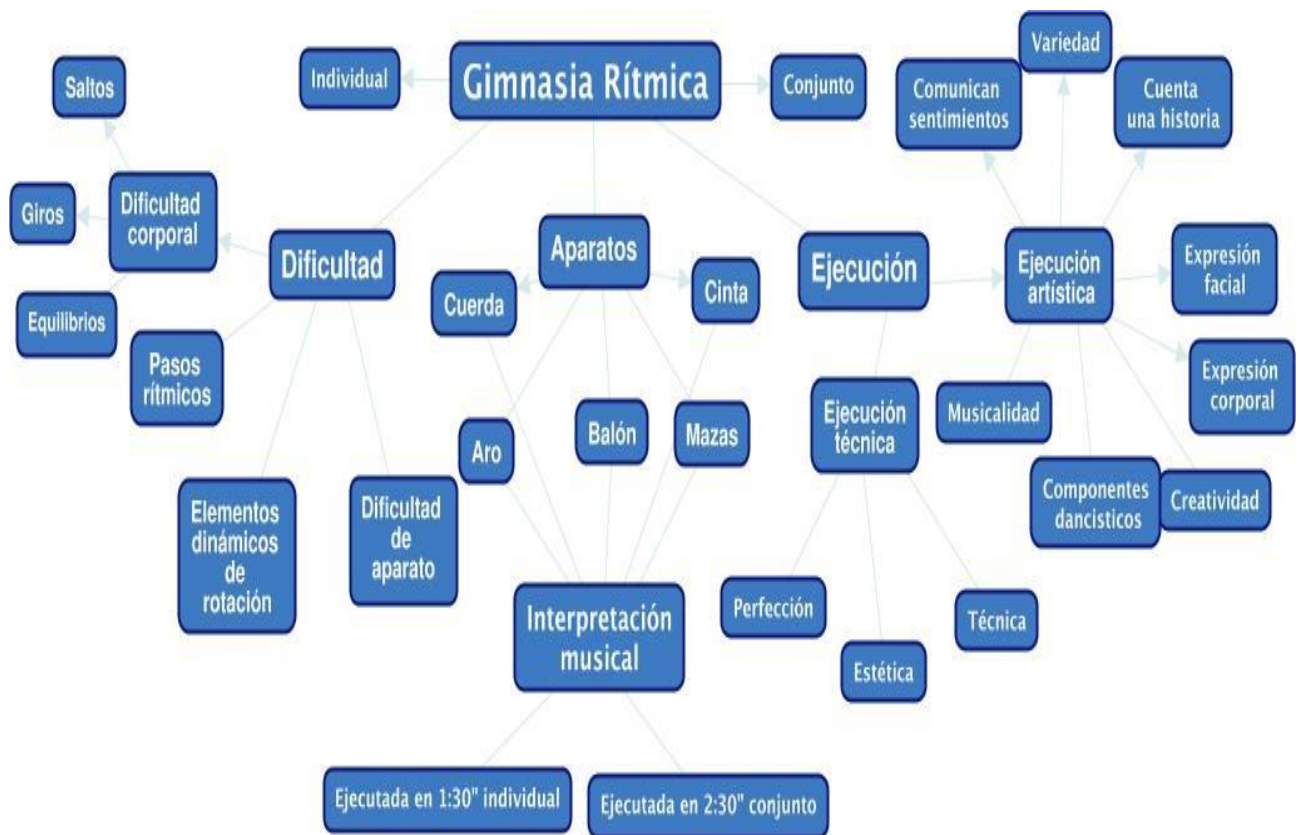 Gimnasia Rítmica
Individual
Conjunto
Variedad
Comunican
sentimientos
Cuenta
una historia
Saltos
Giros
Dificultad
corporal
Equilibrios
Dificultad
Pasos
rítmicos
Elementos
dinámicos
de
rotación
Dificultad
de
aparato
Aparatos
Cuerda
Cinta
Aro
Balón
Mazas
Interpretación
musical
Ejecutada en 1:30" individual
Ejecutada en 2:30" conjunto
Ejecución
Ejecución
técnica
Perfección
Estética
Técnica
Ejecución
artística
Expresión
facial
Expresión
corporal
Musicalidad
Componentes
dancisticos
Creatividad